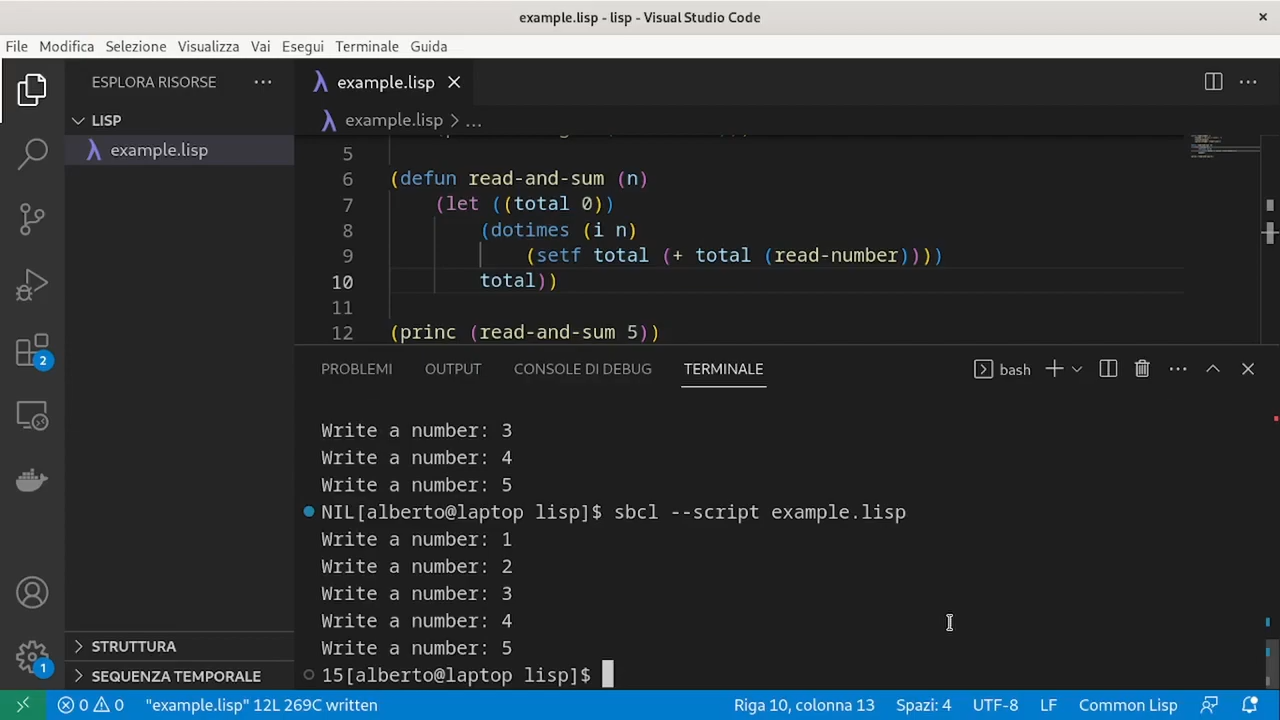 example.lisp - lisp - Visual Studio Code
File Modifica Selezione Visualizza Vai Esegui Terminale Guida
ESPLORA RISORSE
LISP
example.lisp
2
STRUTTURA
SEQUENZA TEMPORALE
1
example.lisp
example.lisp > ...
5
6 (defun read-and-sum (n)
7 (let ((total 0))
8 (dotimes (i n)
9 (setf total (+ total (read-number))))
10 total))
11
12 (princ (read-and-sum 5))
PROBLEMI OUTPUT CONSOLE DI DEBUG TERMINALE bash
Write a number: 3
Write a number: 4
Write a number: 5
NIL[alberto@laptop lisp]$ sbcl --script example.lisp
Write a number: 1
Write a number: 2
Write a number: 3
Write a number: 4
Write a number: 5
15[alberto@laptop lisp]$
0 0 "example.lisp" 12L 269C written Riga 10, colonna 13 Spazi: 4 UTF-8 LF Common Lisp